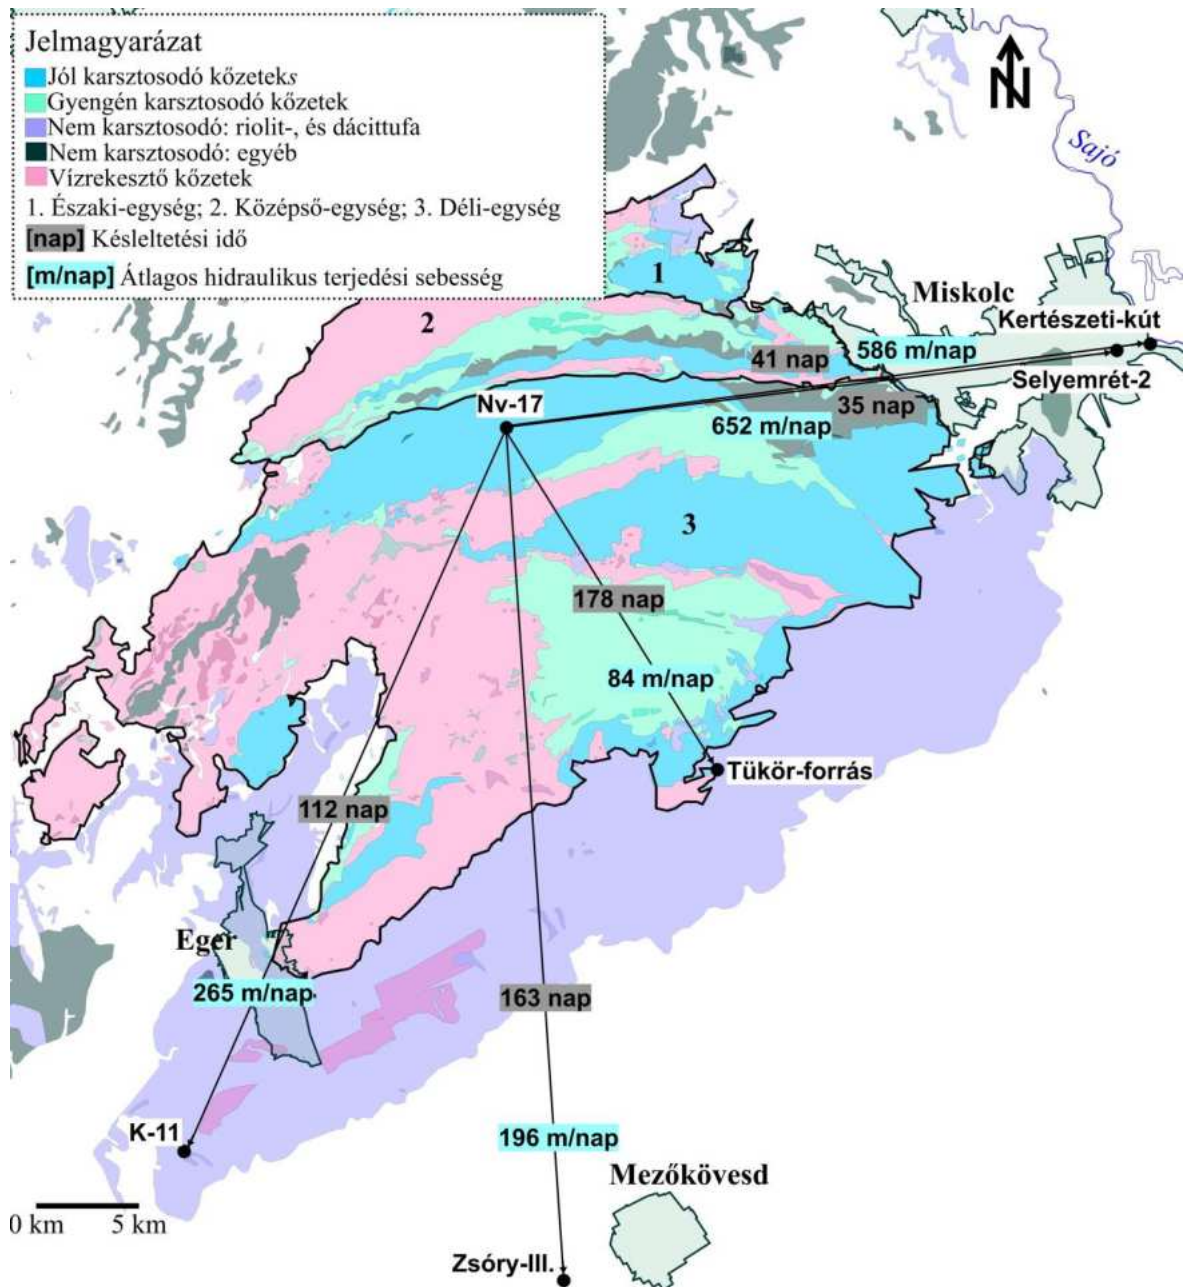 Jelmagyarázat
Jól karsztosodó kőzeteks
Gyengén karsztosodó kőzetek
Nem karsztosodó: riolit-, és dácittufa
Nem karsztosodó: egyéb
Vízrekesztő kőzetek
1. Északi-egység; 2. Középső-egység; 3. Déli-egység
[nap] Késleltetési idő
[m/nap] Átlagos hidraulikus terjedési sebesség
N
Sajó
1
Miskolc
2
Kertészeti-kút
41 nap
586 m/nap
Selyemrét-2
Nv-17
35 nap
652 m/nap
3
178 nap
84 m/nap
Tükör-forrás
112 nap
Eger
265 m/nap
163 nap
K-11
196 m/nap
Mezőkövesd
0 km 5 km
Zsóry-III.